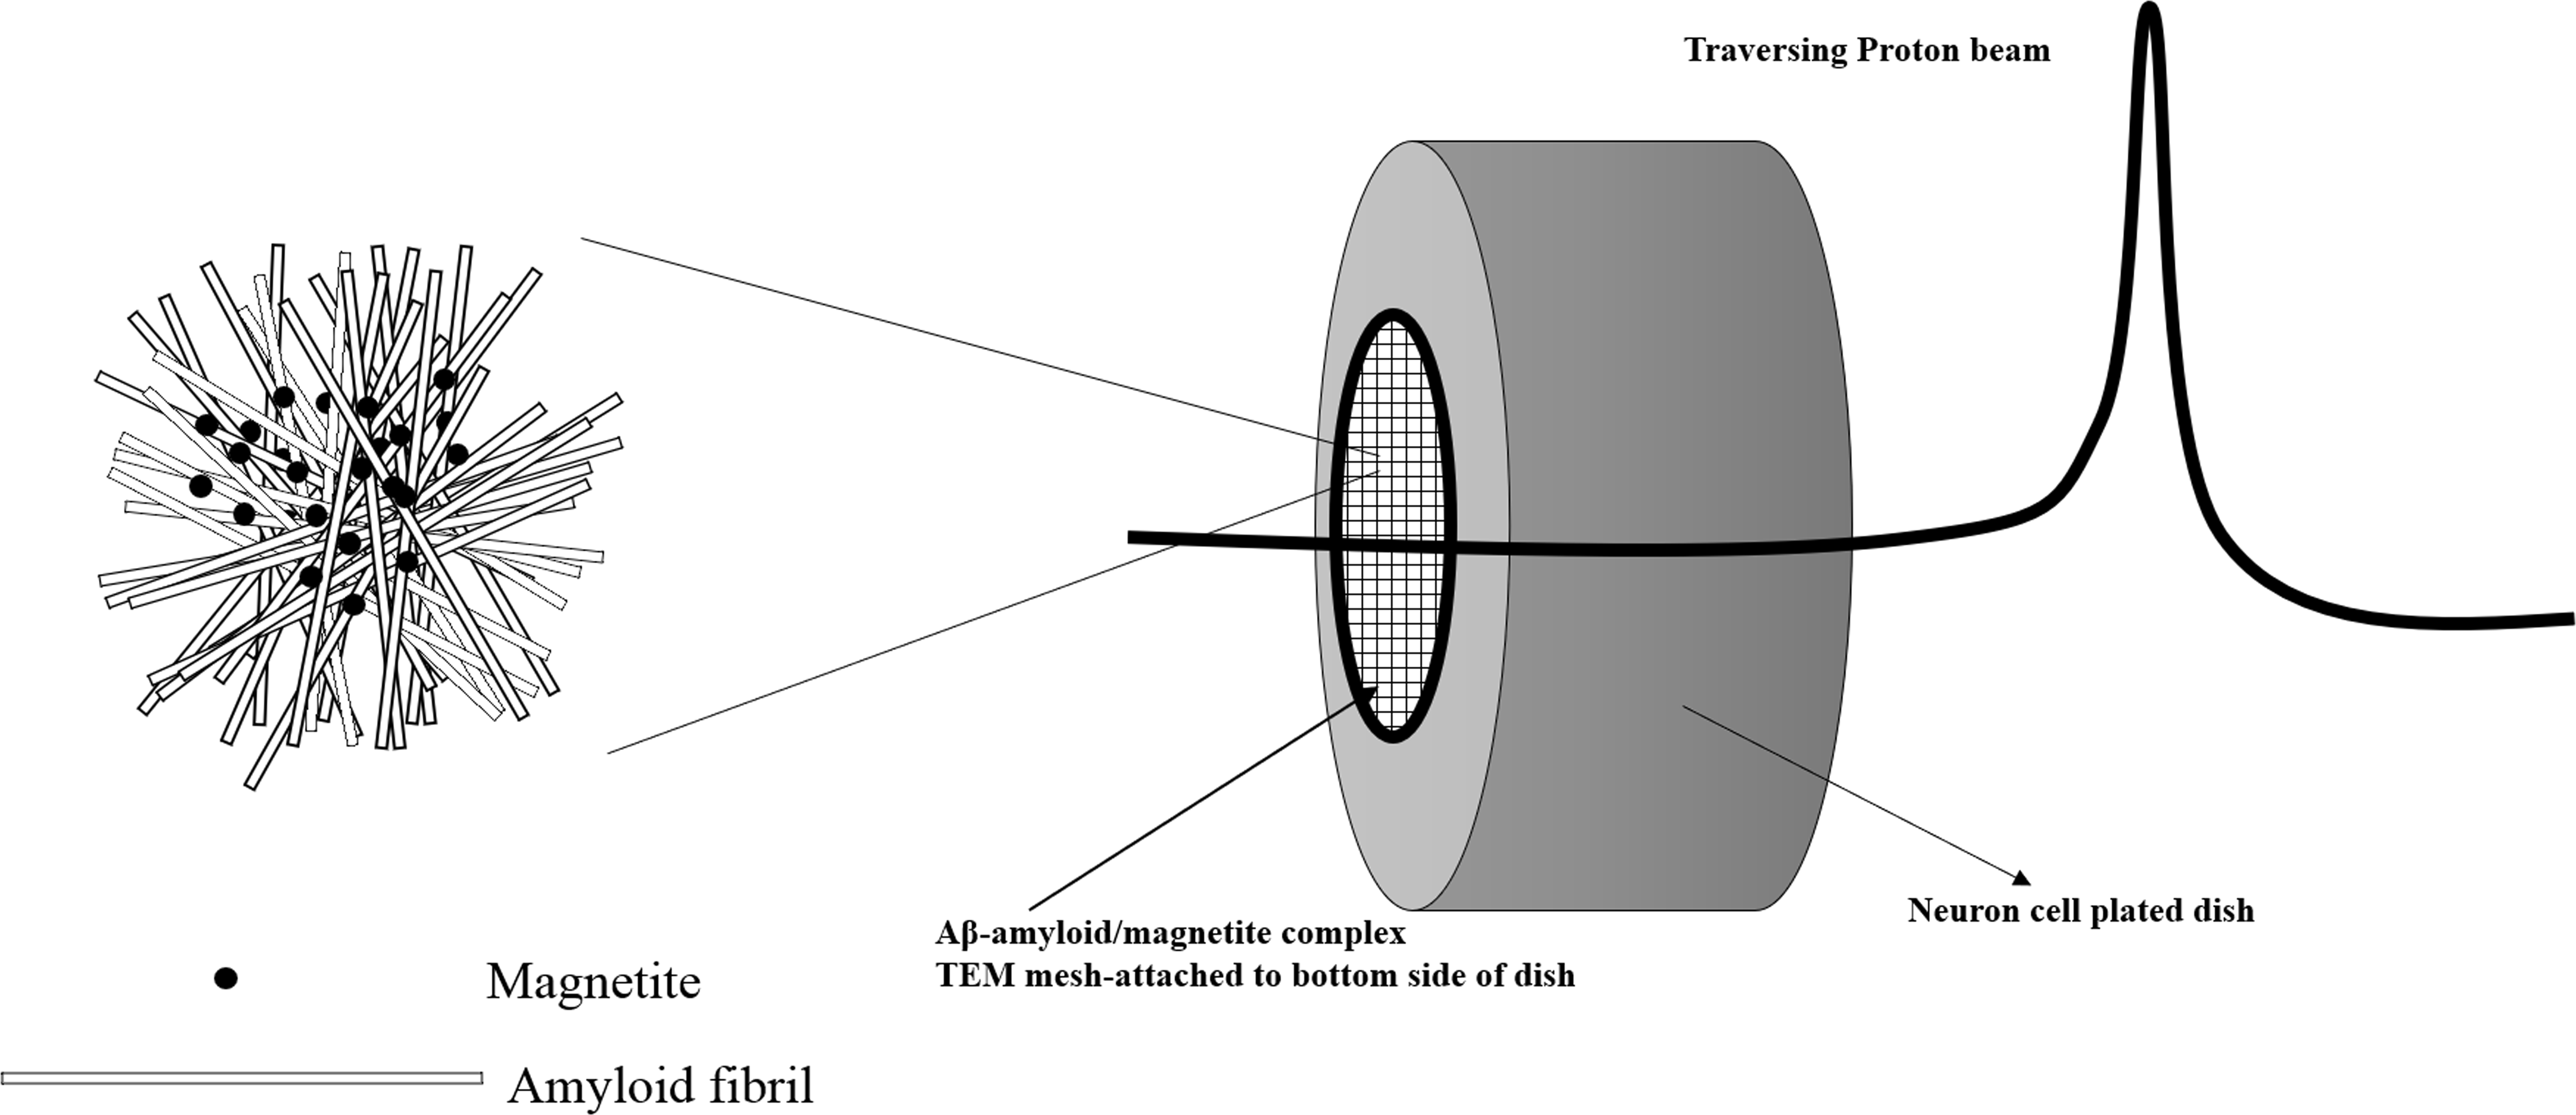 Traversing Proton beam
Neuron cell plated dish
Aβ-amyloid/magnetite complex
TEM mesh-attached to bottom side of dish
Magnetite
Amyloid fibril